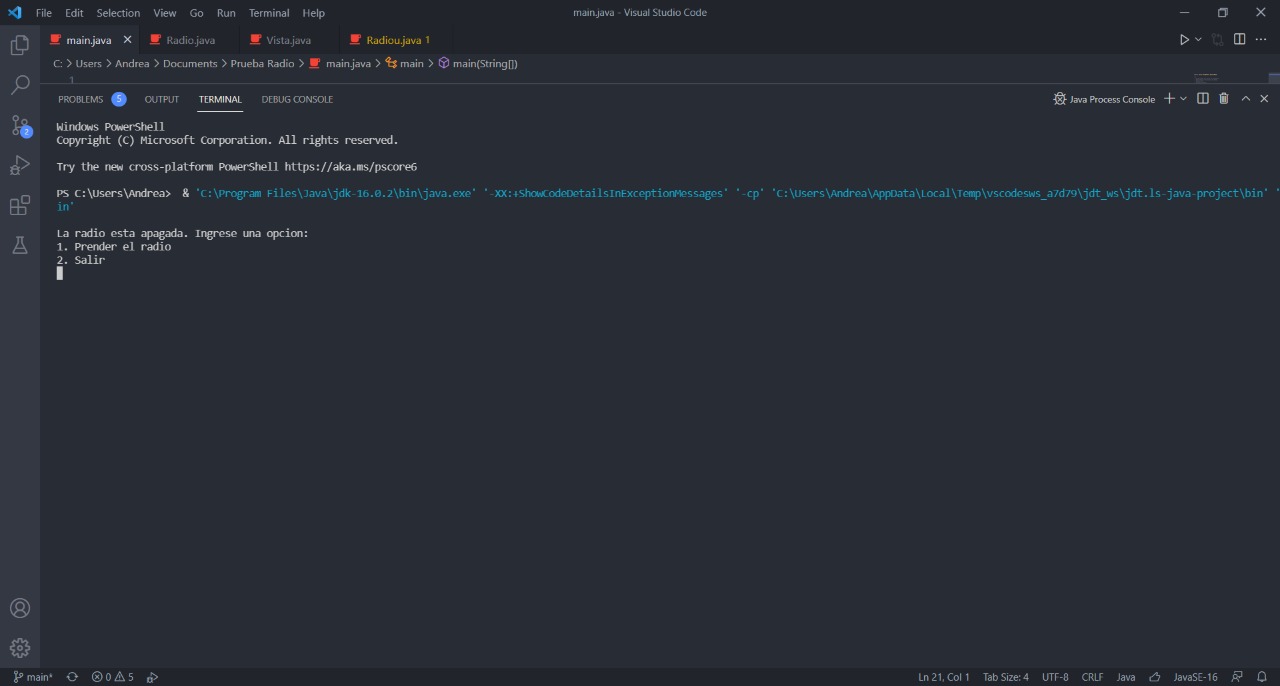 File Edit Selection View Go Run Terminal Help main.java - Visual Studio Code
main.java Radio.java Vista.java Radiou.java 1
C: > Users > Andrea > Documents > Prueba Radio > main.java > main > main(String[])
1
PROBLEMS 5 OUTPUT TERMINAL DEBUG CONSOLE Java Process Console
Windows PowerShell
Copyright (C) Microsoft Corporation. All rights reserved.
Try the new cross-platform PowerShell https://aka.ms/pscore6
PS C:\Users\Andrea>  & 'C:\Program Files\Java\jdk-16.0.2\bin\java.exe' '-XX:+ShowCodeDetailsInExceptionMessages' '-cp' 'C:\Users\Andrea\AppData\Local\Temp\vscodesws_a7d79\jdt_ws\jdt.ls-java-project\bin' '
in'
La radio esta apagada. Ingrese una opcion:
1. Prender el radio
2. Salir
2
main* 0 5 Ln 21, Col 1 Tab Size: 4 UTF-8 CRLF Java JavaSE-16